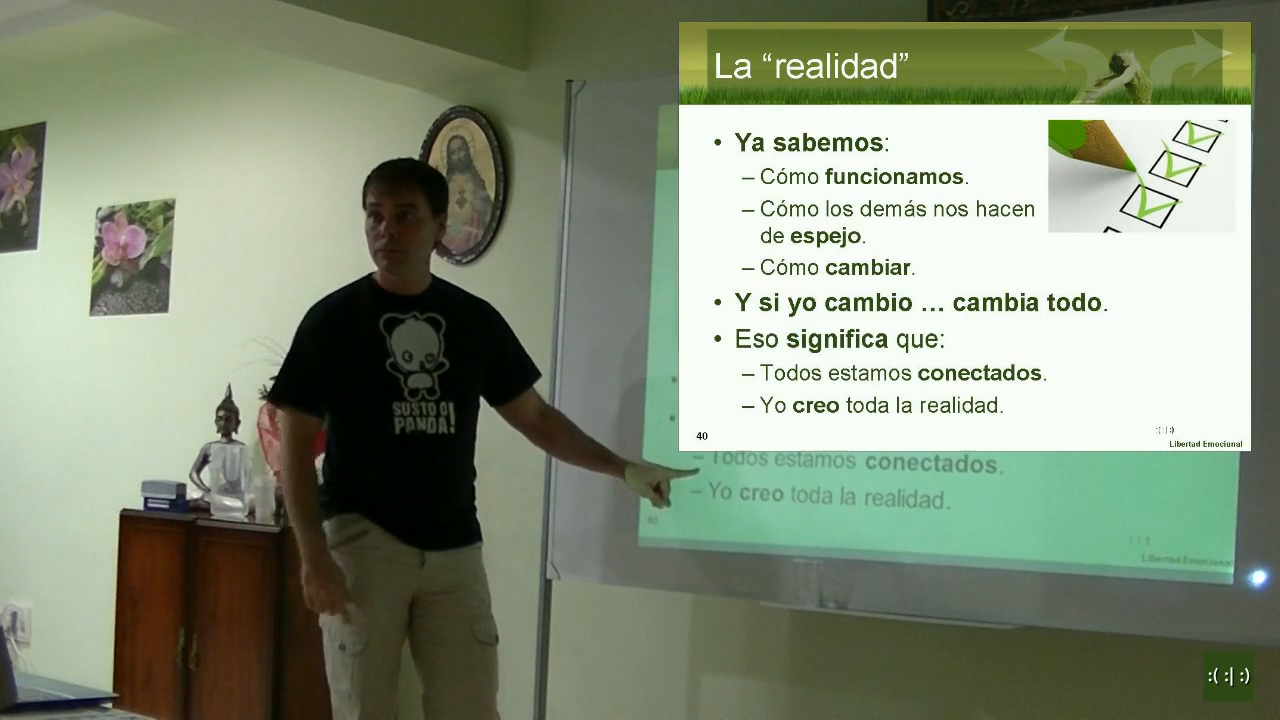 La “realidad”
• Ya sabemos:
– Cómo funcionamos.
– Cómo los demás nos hacen
de espejo.
– Cómo cambiar.
• Y si yo cambio … cambia todo.
• Eso significa que:
– Todos estamos conectados.
– Yo creo toda la realidad.
40
:(:|:)
Libertad Emocional
SUSTO O
PANDA!
– Todos estamos conectados.
– Yo creo toda la realidad.
40
Libertad Emocional
:( :| :)